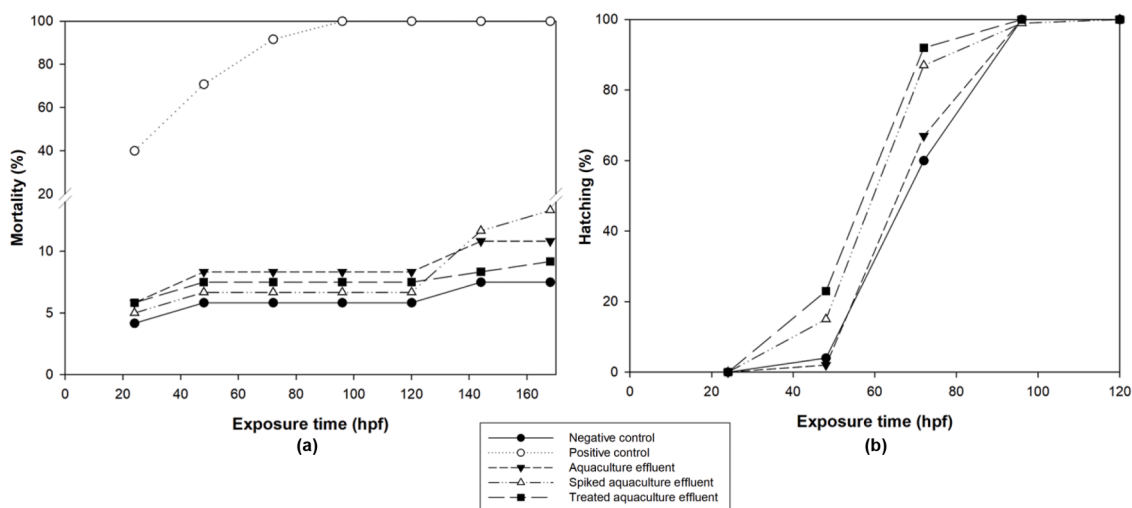 Mortality (%)
100
80
60
40
20
10
5
0
0 20 40 60 80 100 120 140 160
Exposure time (hpf)
(a)
Hatching (%)
100
80
60
40
20
0
0 20 40 60 80 100 120
Exposure time (hpf)
(b)
Negative control
Positive control
Aquaculture effluent
Spiked aquaculture effluent
Treated aquaculture effluent